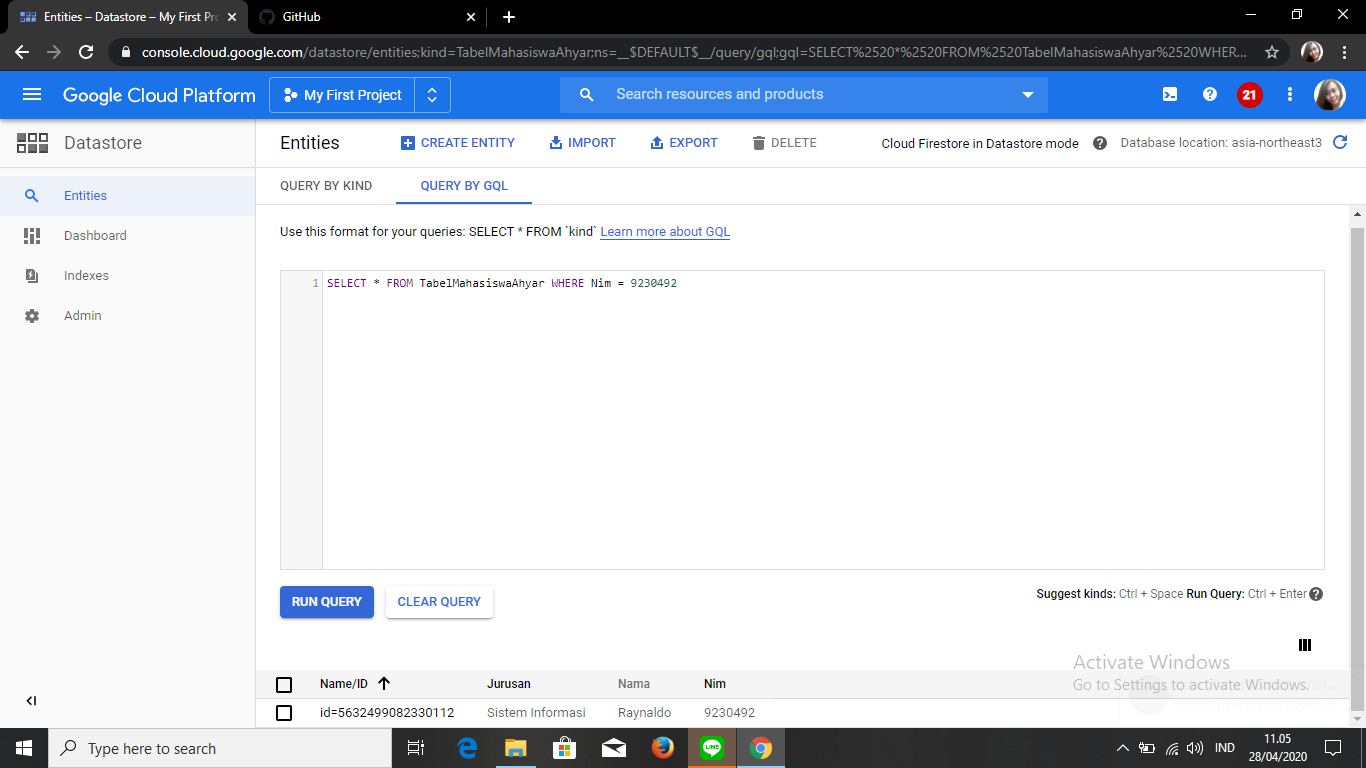 Entities – Datastore – My First Pro
GitHub
console.cloud.google.com/datastore/entities;kind=TabelMahasiswaAhyar;ns=__$DEFAULT$__/query/gql;gql=SELECT%2520*%2520FROM%2520TabelMahasiswaAhyar%2520WHER...
Google Cloud Platform
My First Project
Search resources and products
21
Datastore
Entities
CREATE ENTITY
IMPORT
EXPORT
DELETE
Cloud Firestore in Datastore mode
Database location: asia-northeast3
Entities
Dashboard
Indexes
Admin
QUERY BY KIND
QUERY BY GQL
Use this format for your queries: SELECT * FROM `kind` Learn more about GQL
1 SELECT * FROM TabelMahasiswaAhyar WHERE Nim = 9230492
RUN QUERY
CLEAR QUERY
Suggest kinds: Ctrl + Space Run Query: Ctrl + Enter
Name/ID Jurusan Nama Nim
id=5632499082330112 Sistem Informasi Raynaldo 9230492
Activate Windows
Go to Settings to activate Windows.
Type here to search
LINE
IND
11.05
28/04/2020